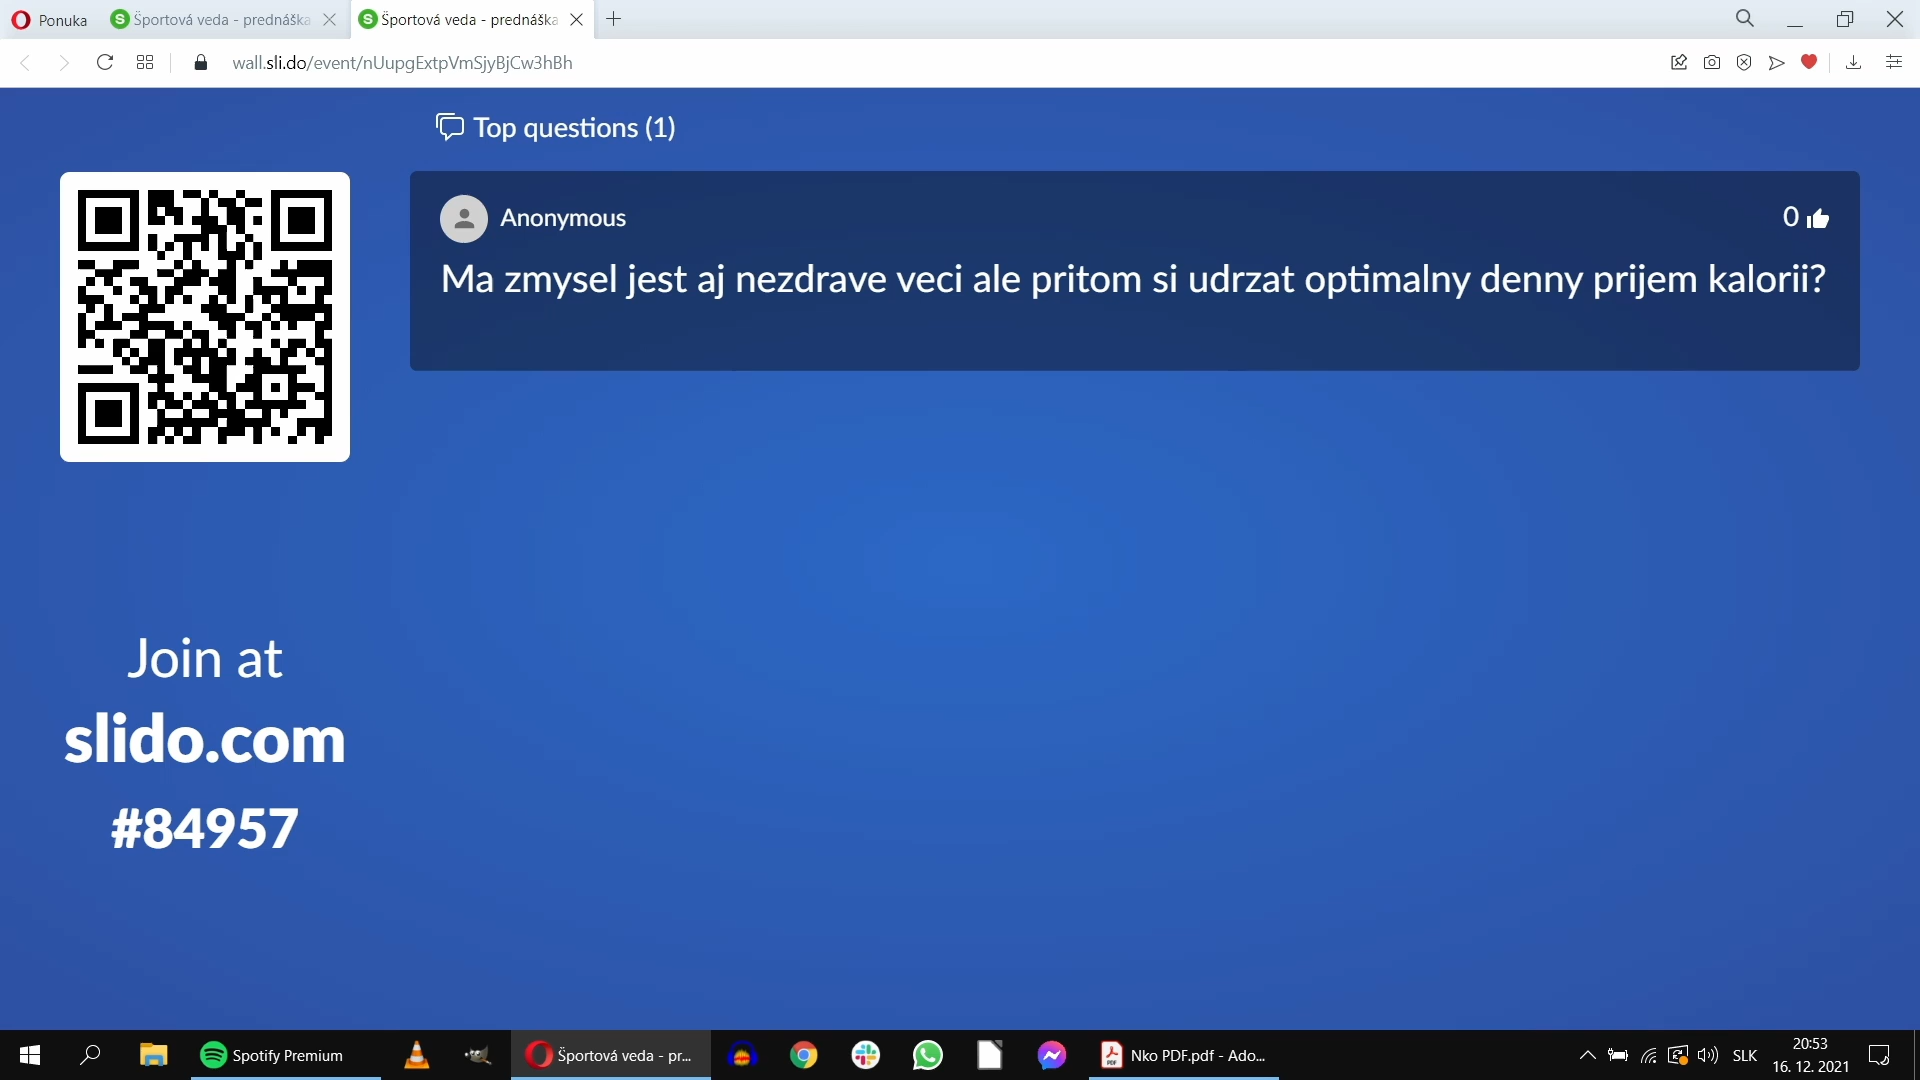 Ponuka
Športová veda - prednáška
Športová veda - prednáška
wall.sli.do/event/nUupgExtpVmSjyBjCw3hBh
Top questions (1)
Anonymous
0
Ma zmysel jest aj nezdrave veci ale pritom si udrzat optimalny denny prijem kalorii?
Join at
slido.com
#84957
Spotify Premium
Športová veda - pr...
Nko PDF.pdf - Ado...
SLK
20:53
16. 12. 2021